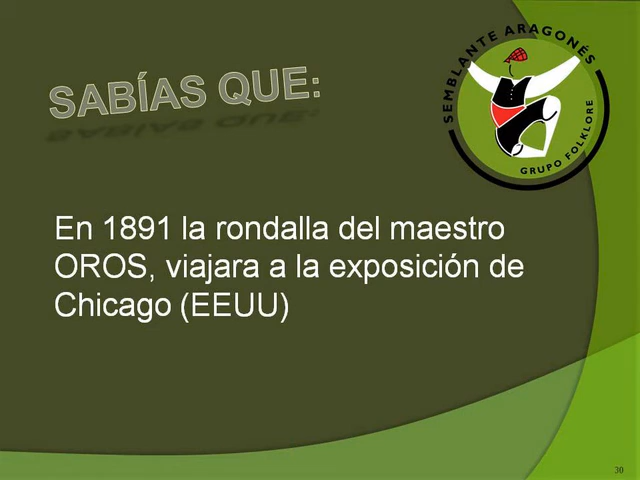 SABÍAS QUE:
SEMBLANTE ARAGONÉS
GRUPO FOLKLORE
En 1891 la rondalla del maestro
OROS, viajara a la exposición de
Chicago (EEUU)
30